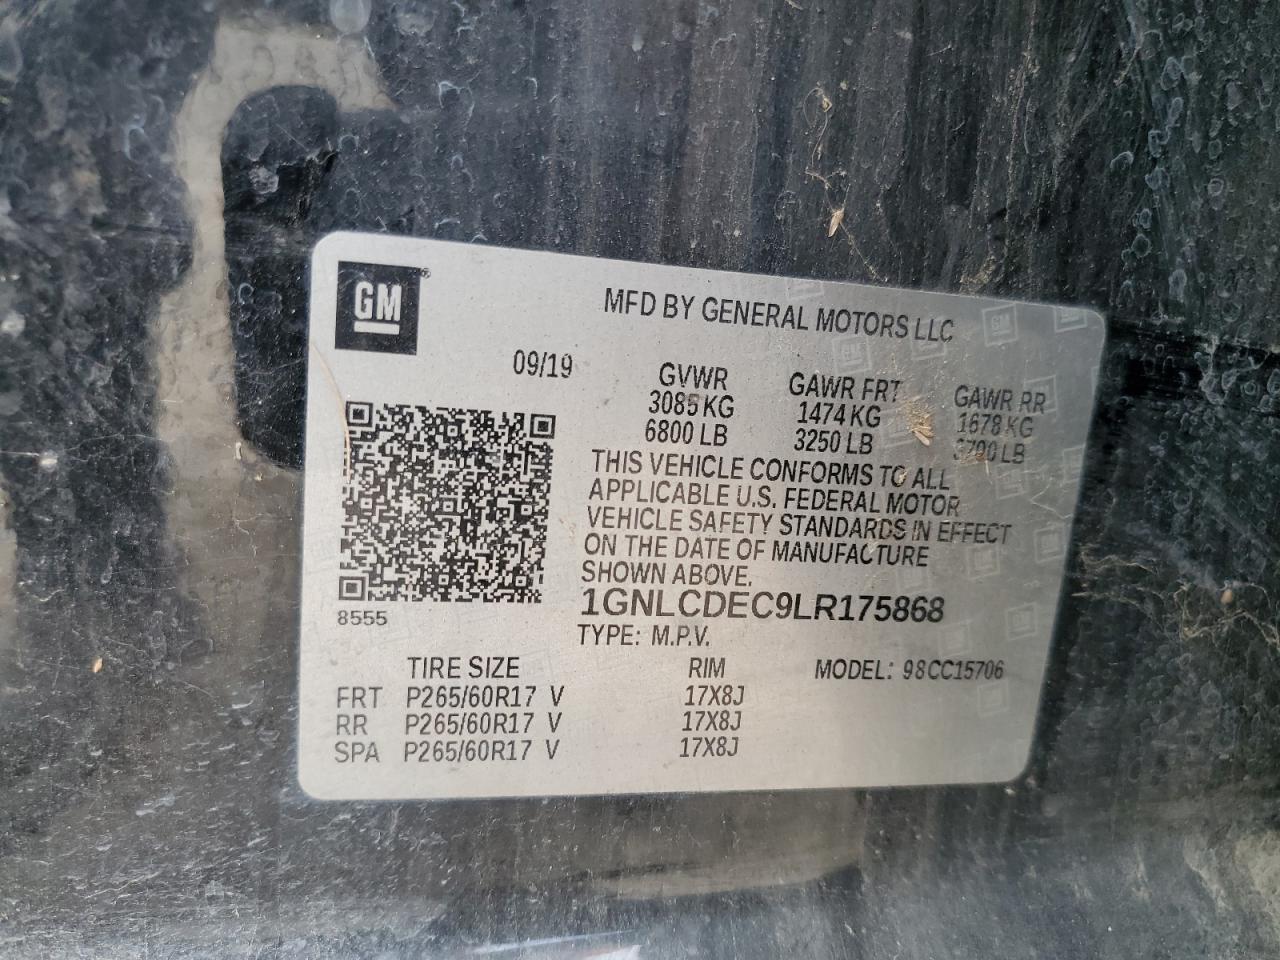 GM®
MFD BY GENERAL MOTORS LLC
09/19
GVWR GAWR FRT GAWR RR
3085 KG 1474 KG 1678 KG
6800 LB 3250 LB 3700 LB
THIS VEHICLE CONFORMS TO ALL
APPLICABLE U.S. FEDERAL MOTOR
VEHICLE SAFETY STANDARDS IN EFFECT
ON THE DATE OF MANUFACTURE
SHOWN ABOVE.
1GNLCDEC9LR175868
8555
TYPE: M.P.V.
TIRE SIZE RIM MODEL: 98CC15706
FRT P265/60R17 V 17X8J
RR P265/60R17 V 17X8J
SPA P265/60R17 V 17X8J